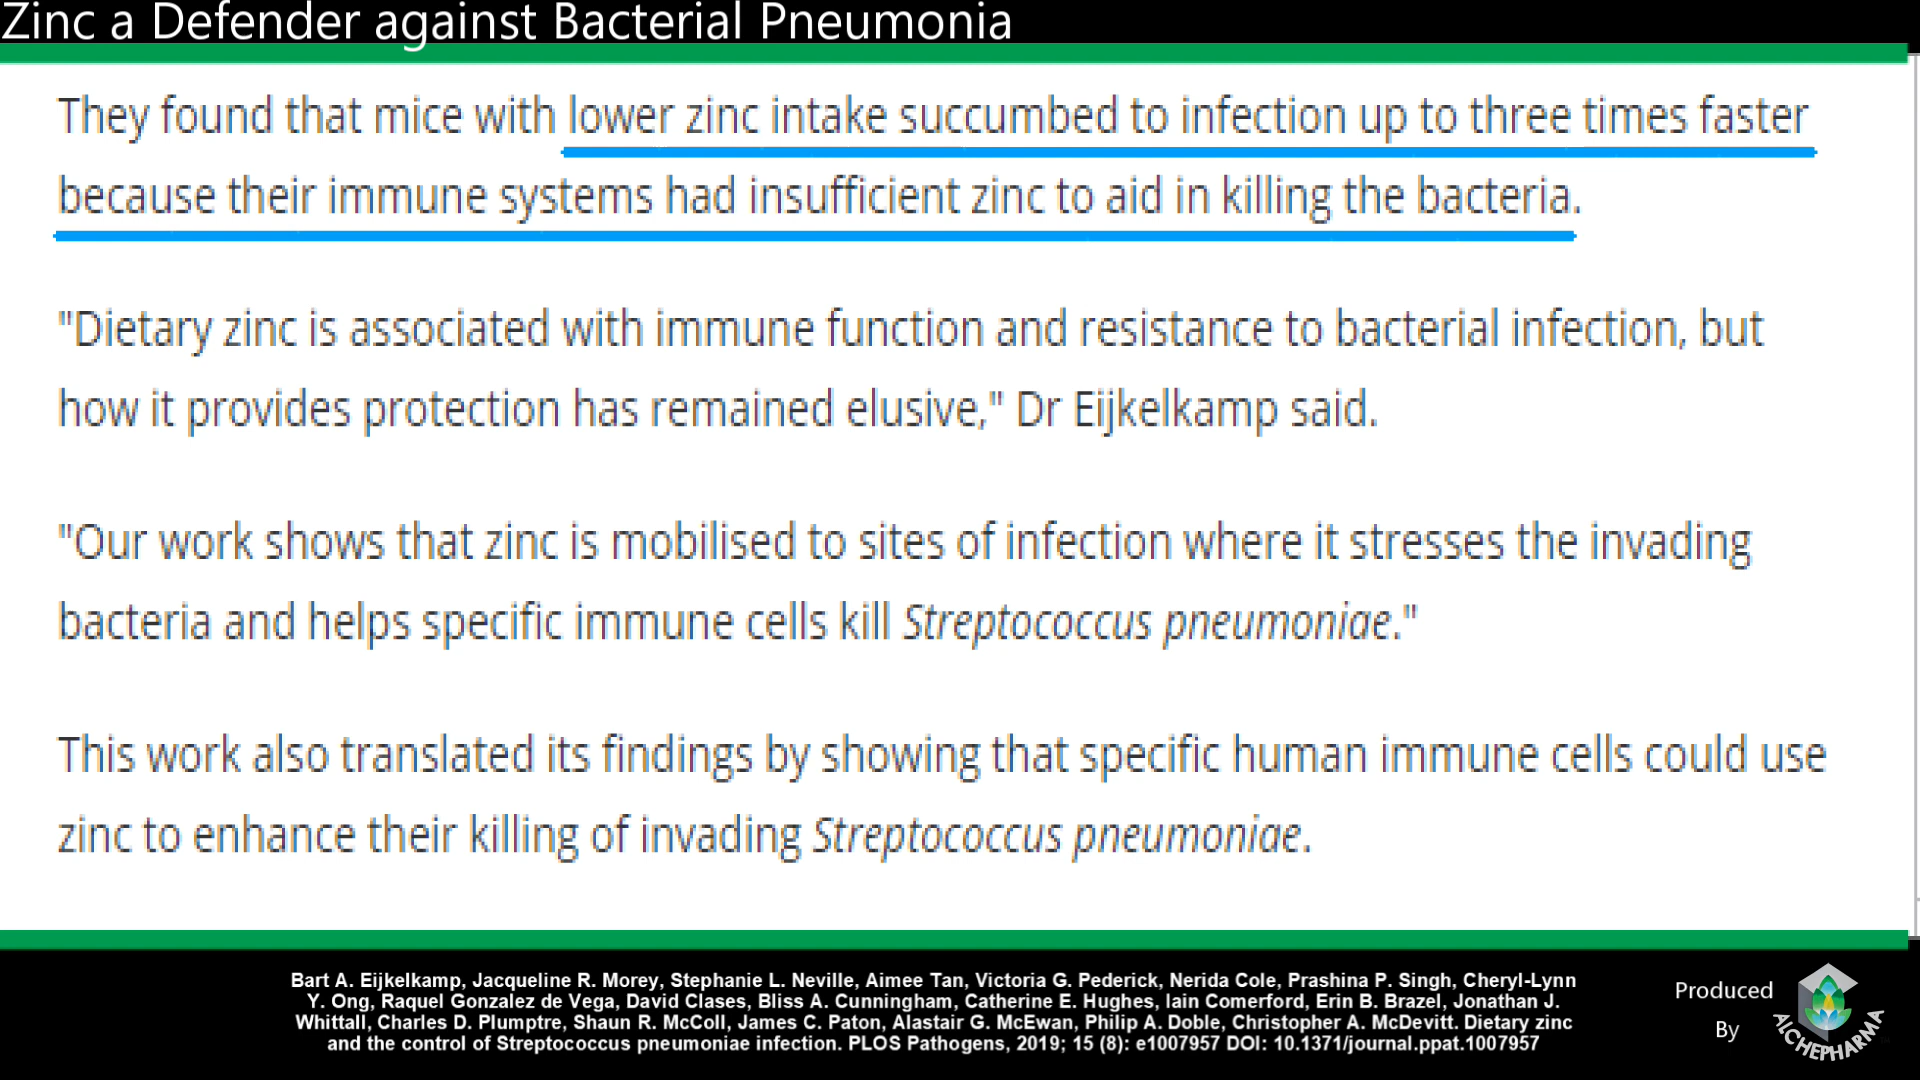 Zinc a Defender against Bacterial Pneumonia
They found that mice with lower zinc intake succumbed to infection up to three times faster
because their immune systems had insufficient zinc to aid in killing the bacteria.
"Dietary zinc is associated with immune function and resistance to bacterial infection, but
how it provides protection has remained elusive," Dr Eijkelkamp said.
"Our work shows that zinc is mobilised to sites of infection where it stresses the invading
bacteria and helps specific immune cells kill Streptococcus pneumoniae."
This work also translated its findings by showing that specific human immune cells could use
zinc to enhance their killing of invading Streptococcus pneumoniae.
Bart A. Eijkelkamp, Jacqueline R. Morey, Stephanie L. Neville, Aimee Tan, Victoria G. Pederick, Nerida Cole, Prashina P. Singh, Cheryl-Lynn
Y. Ong, Raquel Gonzalez de Vega, David Clases, Bliss A. Cunningham, Catherine E. Hughes, Iain Comerford, Erin B. Brazel, Jonathan J.
Whittall, Charles D. Plumptre, Shaun R. McColl, James C. Paton, Alastair G. McEwan, Philip A. Doble, Christopher A. McDevitt. Dietary zinc
and the control of Streptococcus pneumoniae infection. PLOS Pathogens, 2019; 15 (8): e1007957 DOI: 10.1371/journal.ppat.1007957
Produced
By
ALCHEPHARMA